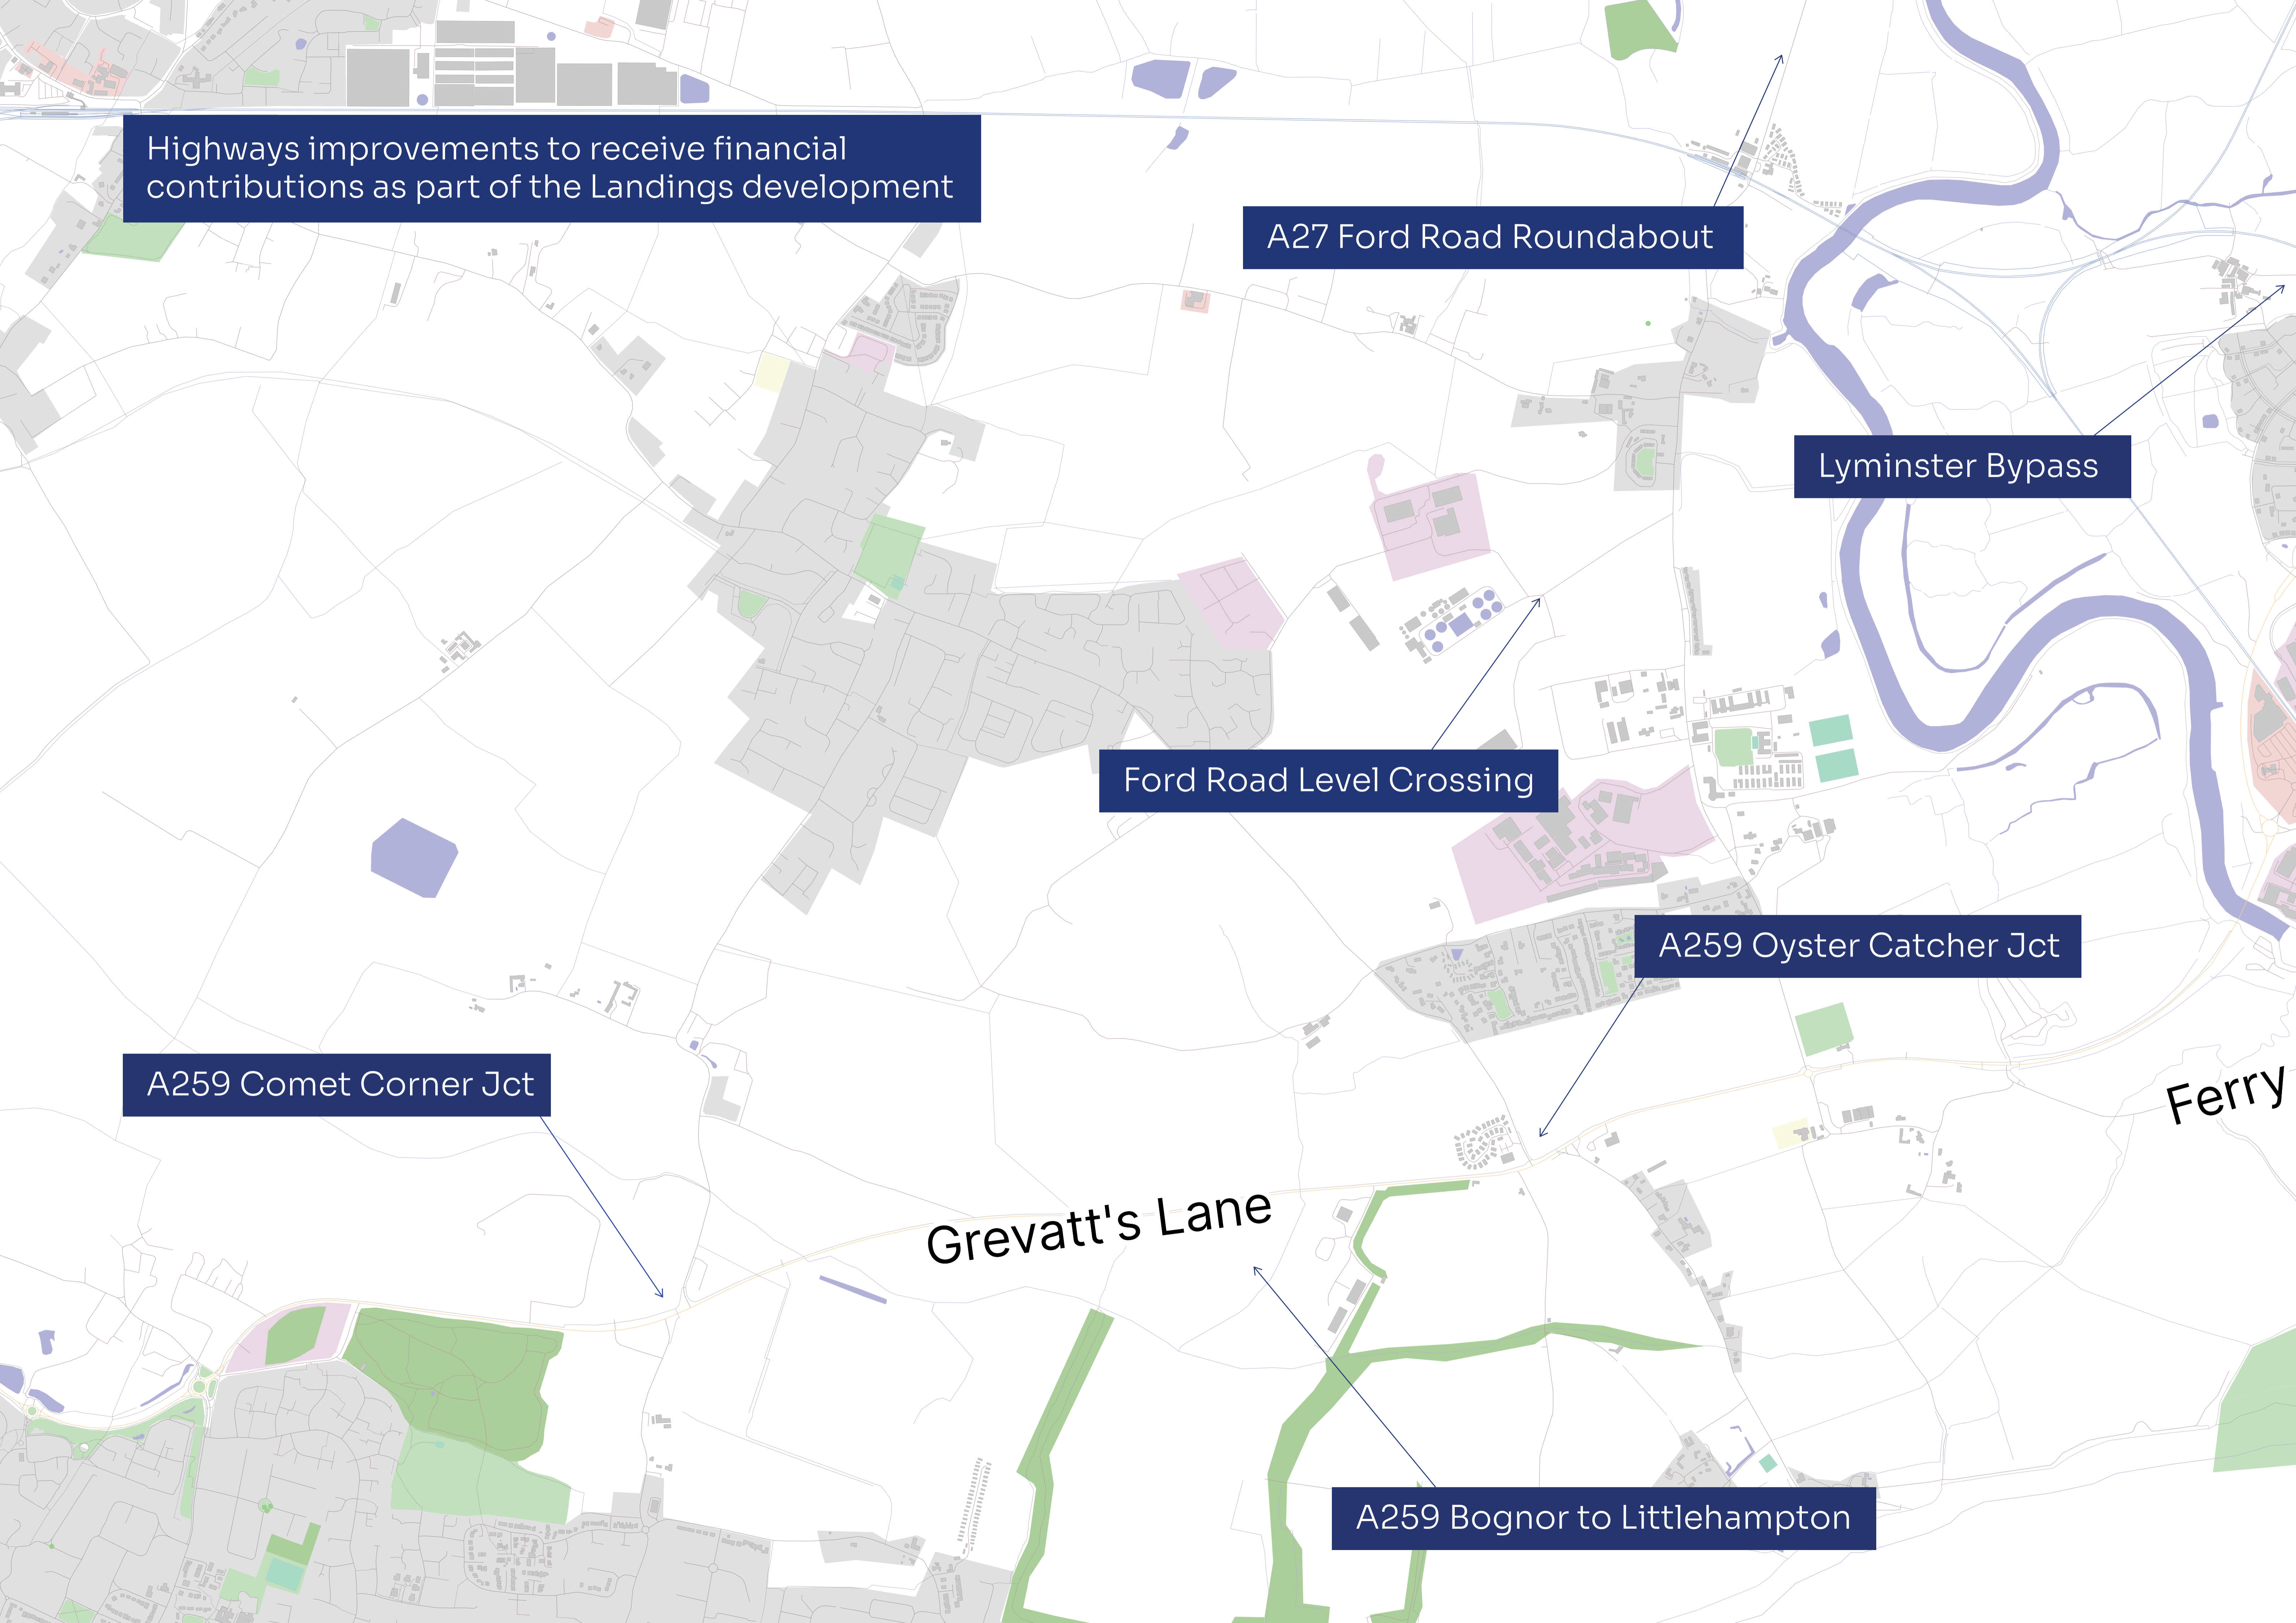 Highways improvements to receive financial
contributions as part of the Landings development
A27 Ford Road Roundabout
Lyminster Bypass
Ford Road Level Crossing
A259 Oyster Catcher Jct
A259 Comet Corner Jct
Ferry
Grevatt's Lane
A259 Bognor to Littlehampton